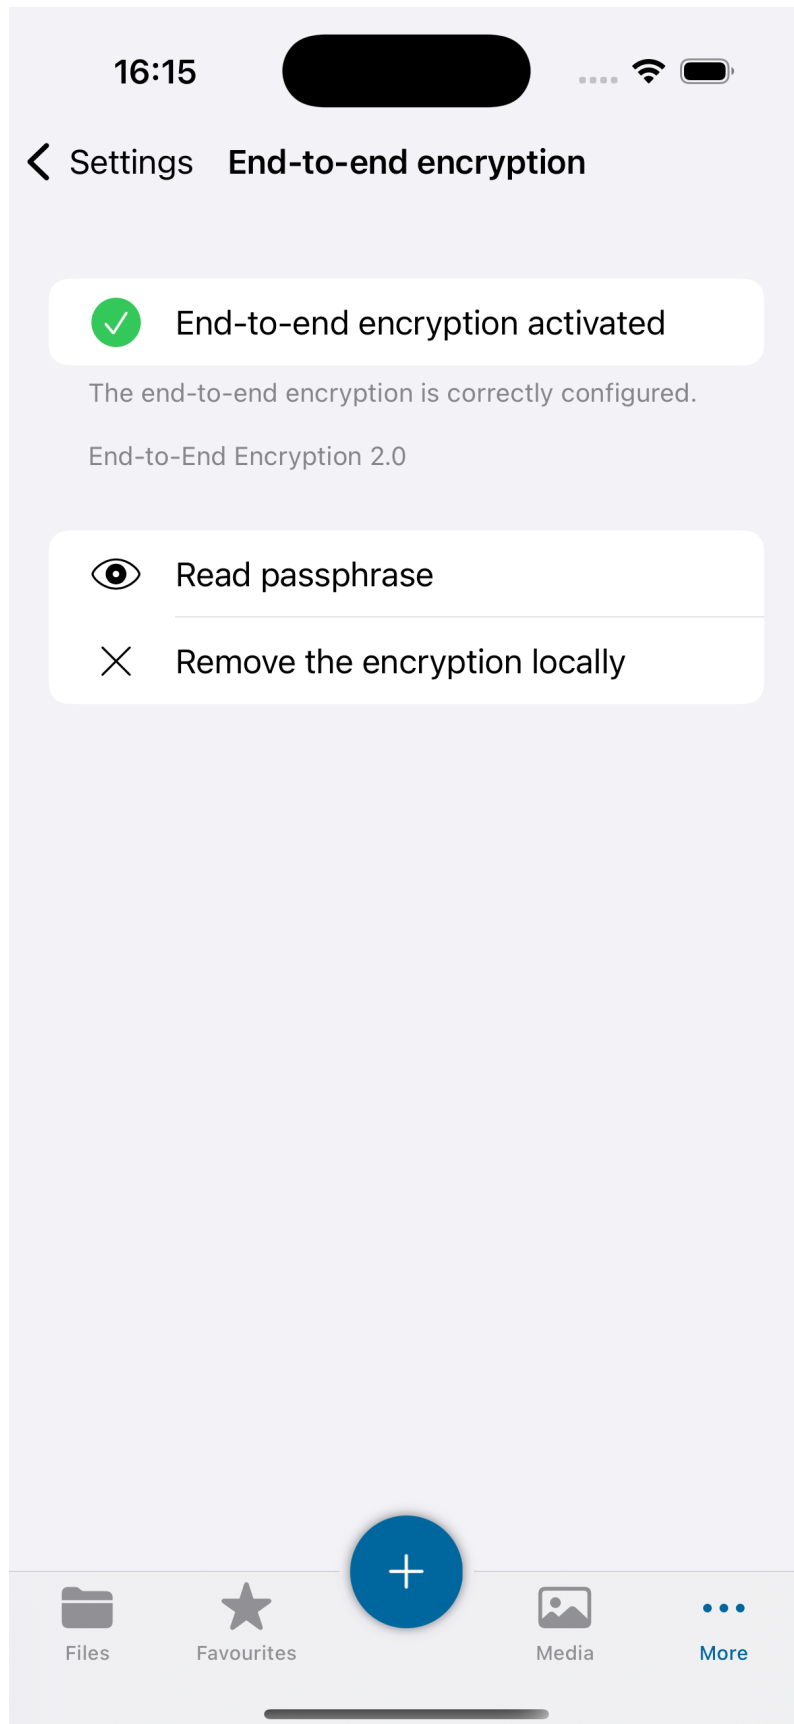 16:15
Settings End-to-end encryption
End-to-end encryption activated
The end-to-end encryption is correctly configured.
End-to-End Encryption 2.0
Read passphrase
Remove the encryption locally
Files Favourites Media More